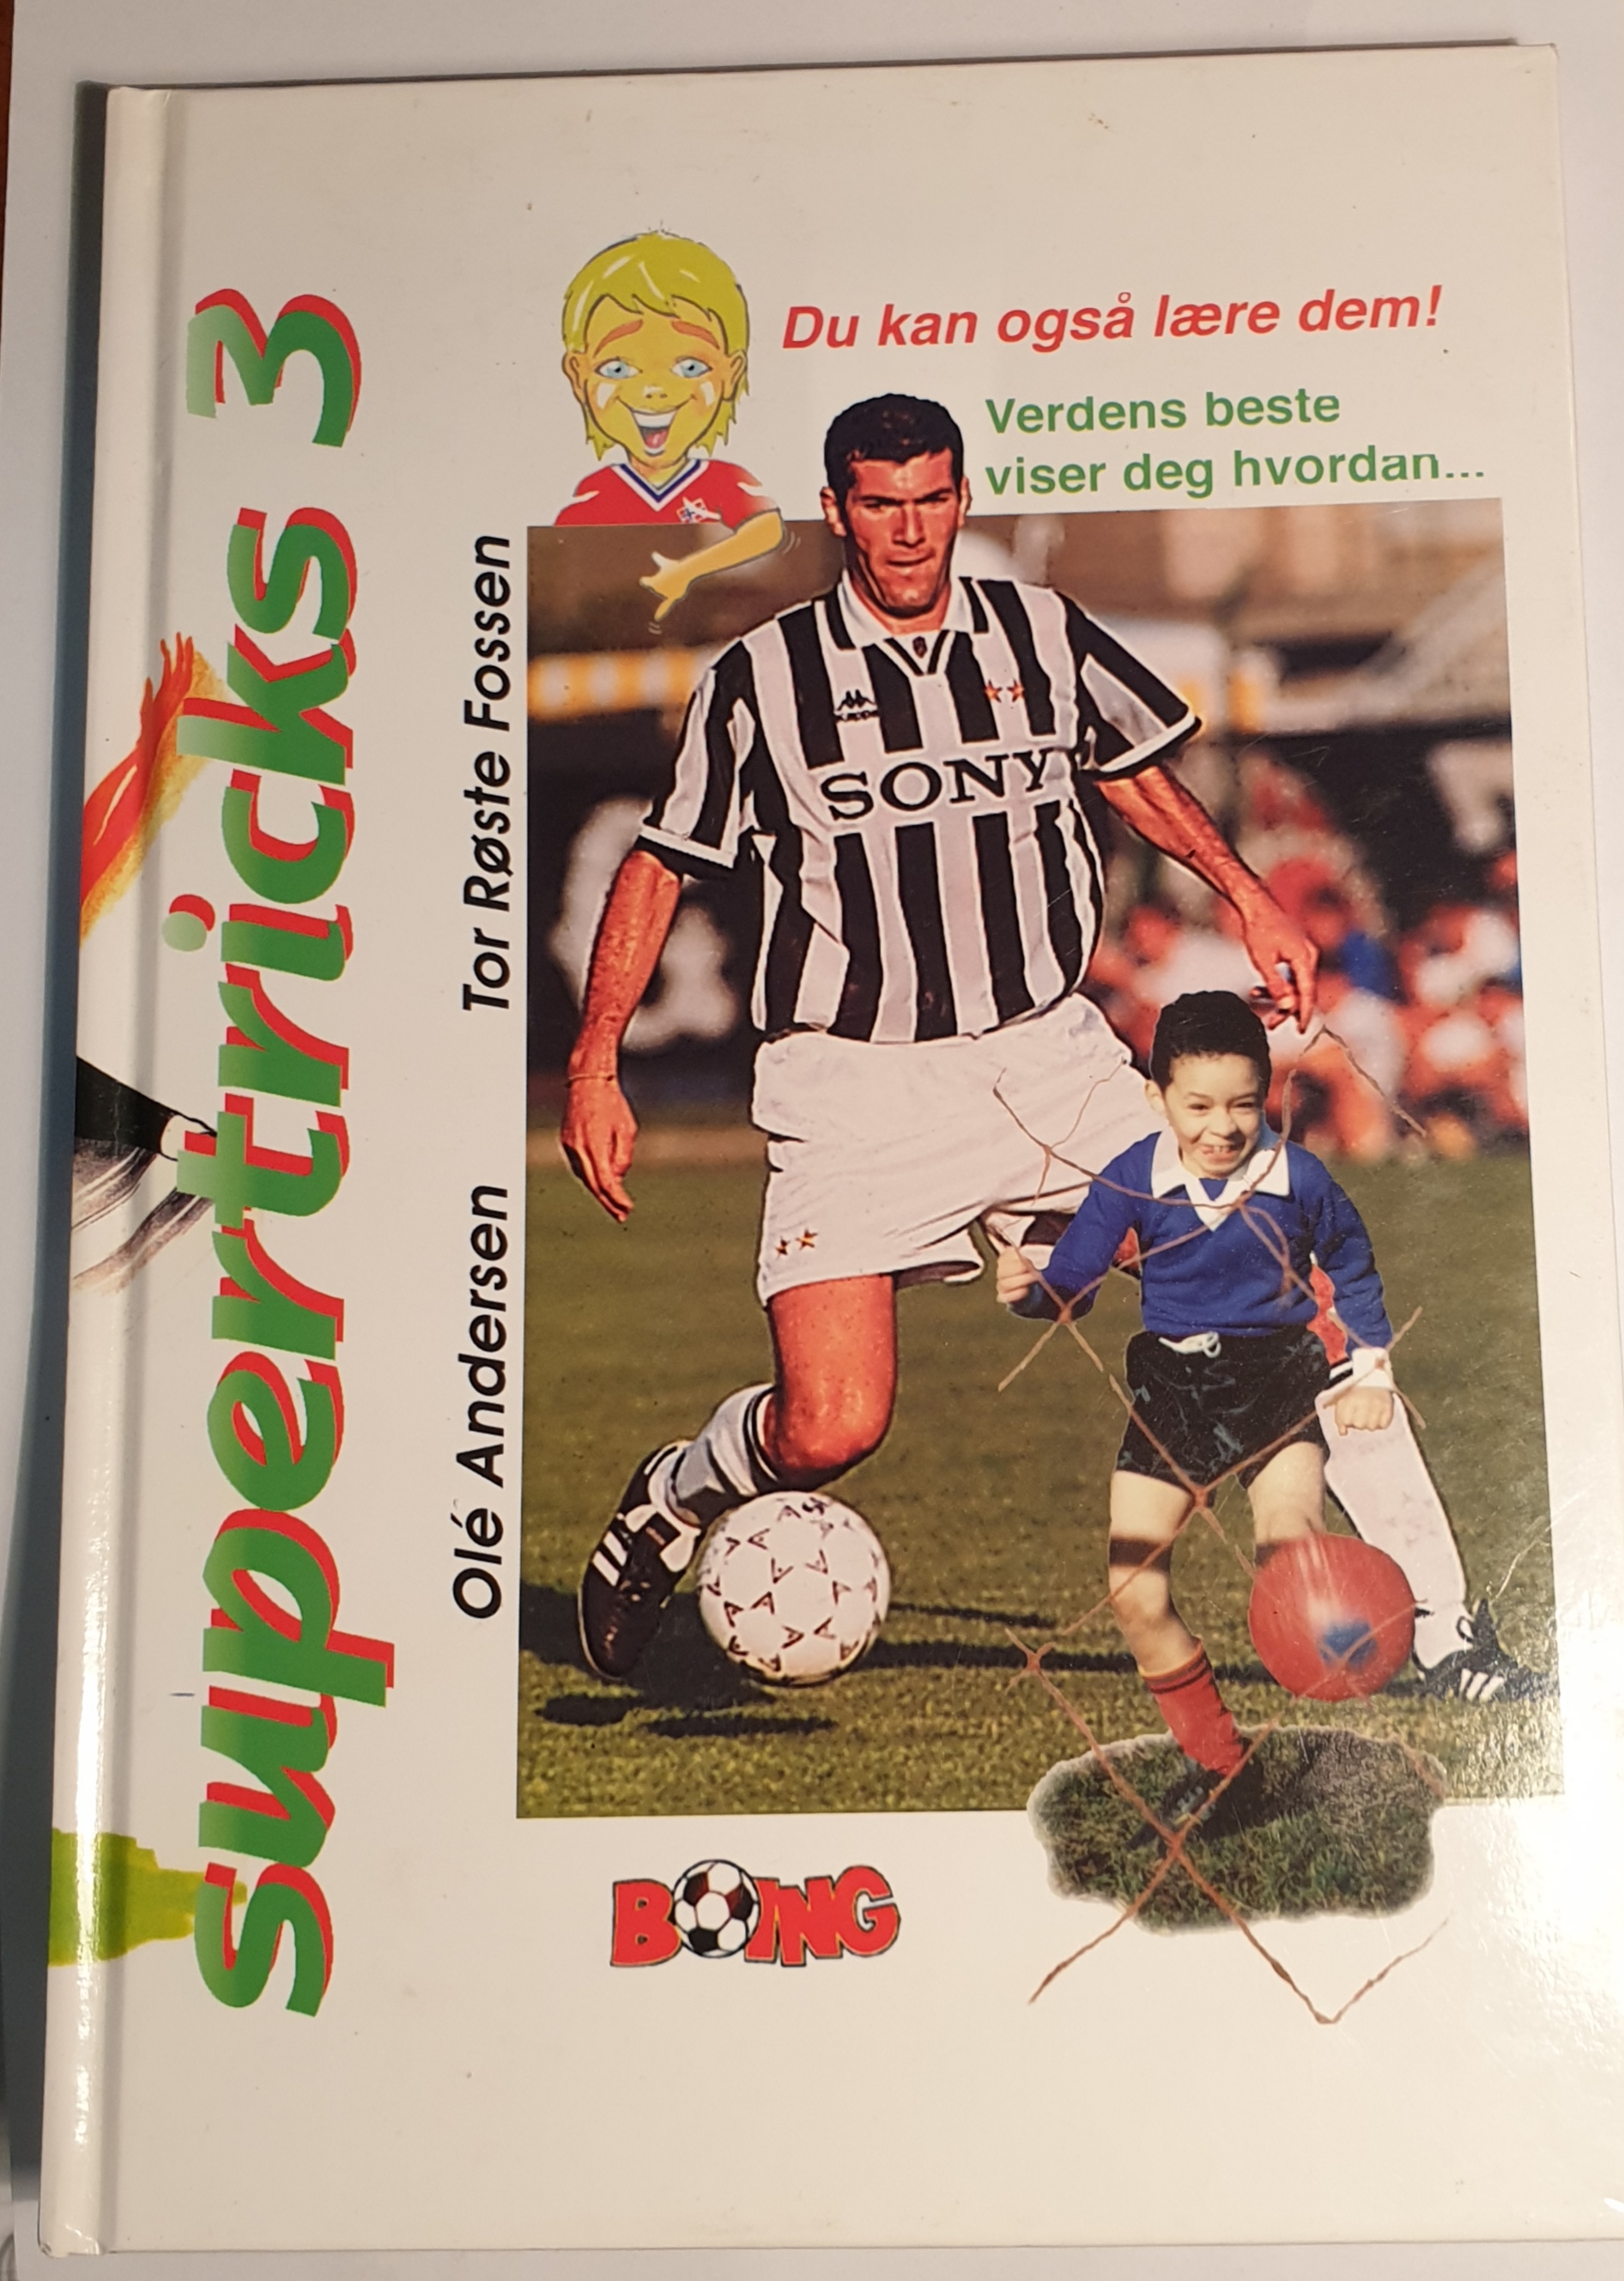 supertricks 3
Olé Andersen
Tor Røste Fossen
Du kan også lære dem!
Verdens beste
viser deg hvordan...
Kappa
SONY
BOING